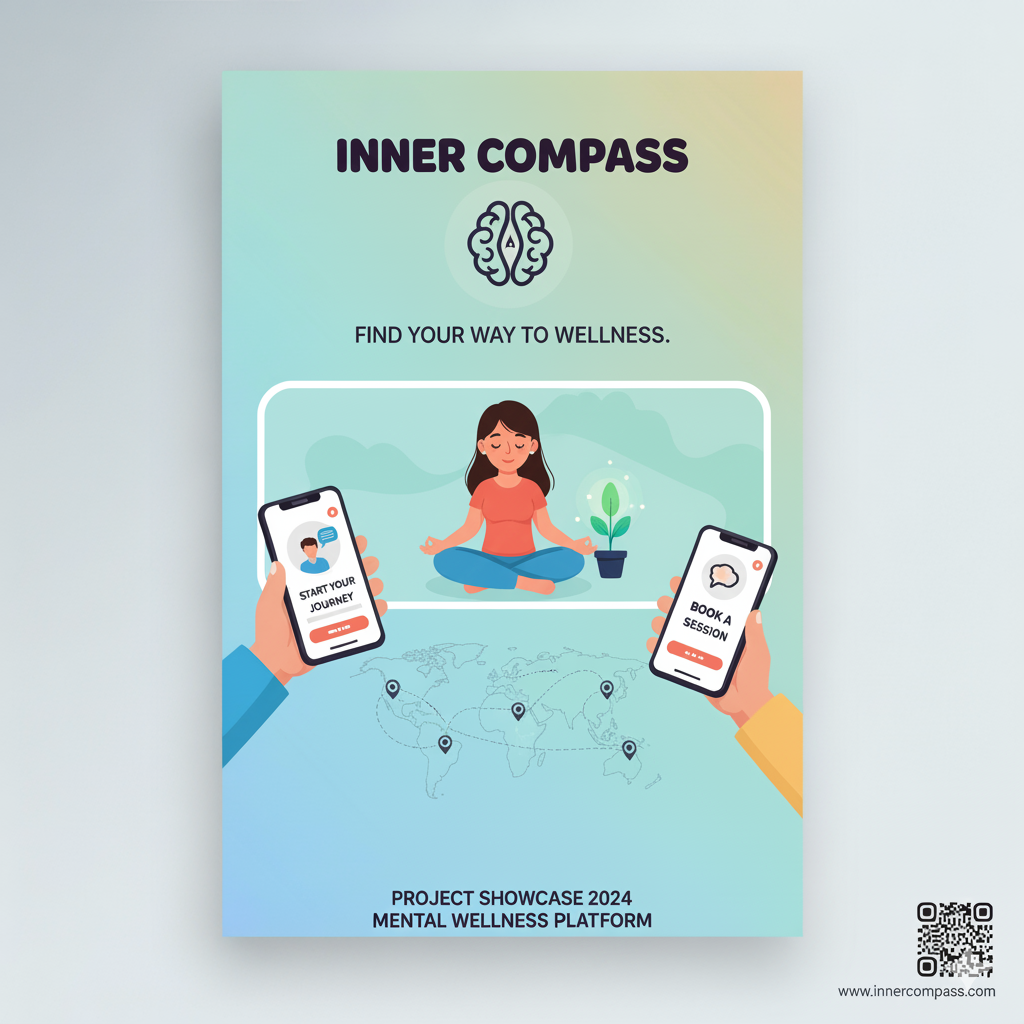 INNER COMPASS
FIND YOUR WAY TO WELLNESS.
START YOUR
JOURNEY
BOOK A
SESSION
PROJECT SHOWCASE 2024
MENTAL WELLNESS PLATFORM
www.innercompass.com